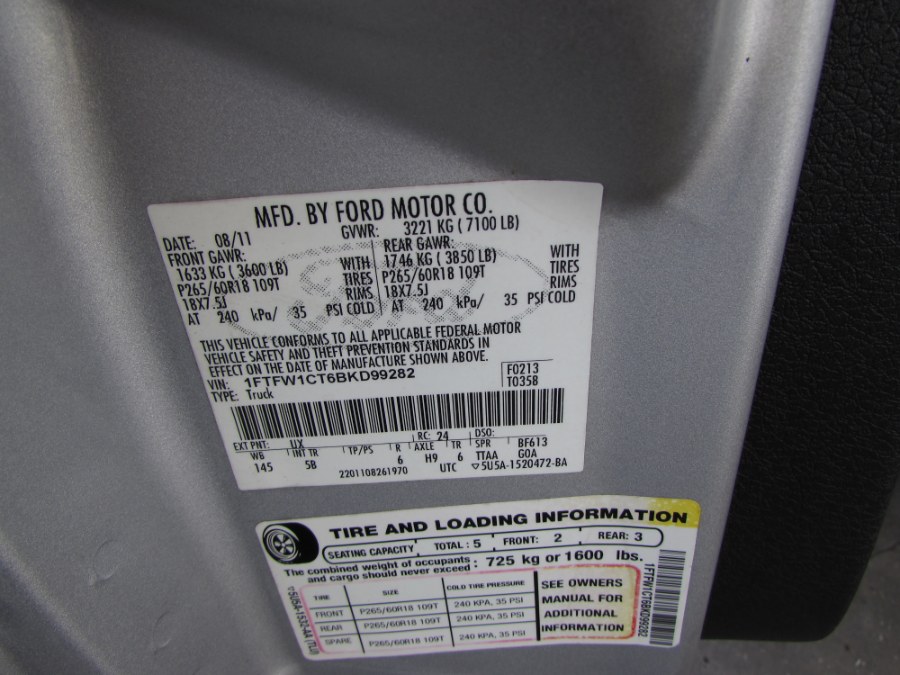 MFD. BY FORD MOTOR CO.
DATE: 08/11 GVWR: 3221 KG ( 7100 LB)
FRONT GAWR: REAR GAWR:
1633 KG ( 3600 LB) WITH 1746 KG ( 3850 LB) WITH
P265/60R18 109T TIRES P265/60R18 109T TIRES
18X7.5J RIMS 18X7.5J RIMS
AT 240 kPa/ 35 PSI COLD AT 240 kPa/ 35 PSI COLD
THIS VEHICLE CONFORMS TO ALL APPLICABLE FEDERAL MOTOR
VEHICLE SAFETY AND THEFT PREVENTION STANDARDS IN
EFFECT ON THE DATE OF MANUFACTURE SHOWN ABOVE.
VIN: 1FTFW1CT6BKD99282 F0213
TYPE: Truck T0358
EXT PNT: UX RC: 24 DSO:
WB INT TR TP/PS R AXLE TR SPR BF613
145 5B 6 H9 6 TTAA G0A
2201108261970 UTC ▽5U5A-1520472-BA
TIRE AND LOADING INFORMATION
SEATING CAPACITY TOTAL : 5 FRONT: 2 REAR: 3
The combined weight of occupants and cargo should never exceed : 725 kg or 1600 lbs.
TIRE SIZE COLD TIRE PRESSURE
FRONT P265/60R18 109T 240 KPA, 35 PSI
REAR P265/60R18 109T 240 KPA, 35 PSI
SPARE P265/60R18 109T 240 KPA, 35 PSI
SEE OWNERS
MANUAL FOR
ADDITIONAL
INFORMATION
1FTFW1CT6BKD99282
▽5U5A-1532-AA (TLI)